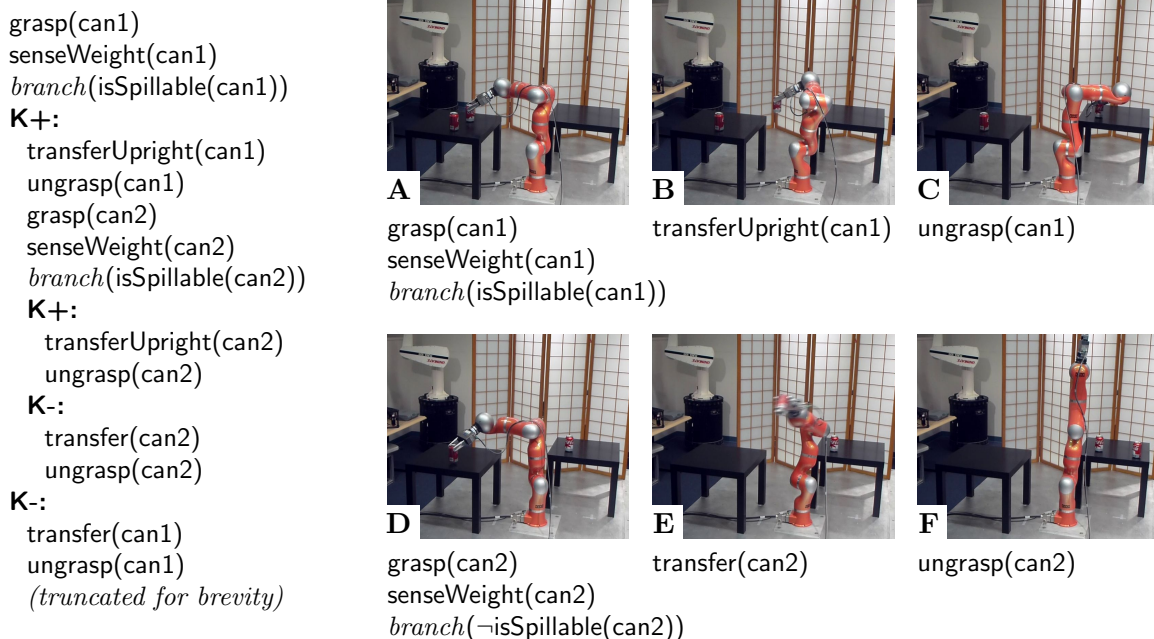 grasp(can1)
senseWeight(can1)
branch(isSpillable(can1))
K+:
transferUpright(can1)
ungrasp(can1)
grasp(can2)
senseWeight(can2)
branch(isSpillable(can2))
K+:
transferUpright(can2)
ungrasp(can2)
K-:
transfer(can2)
ungrasp(can2)
K-:
transfer(can1)
ungrasp(can1)
(truncated for brevity)
A
grasp(can1)
senseWeight(can1)
branch(isSpillable(can1))
B
transferUpright(can1)
C
ungrasp(can1)
D
grasp(can2)
senseWeight(can2)
branch(¬isSpillable(can2))
E
transfer(can2)
F
ungrasp(can2)